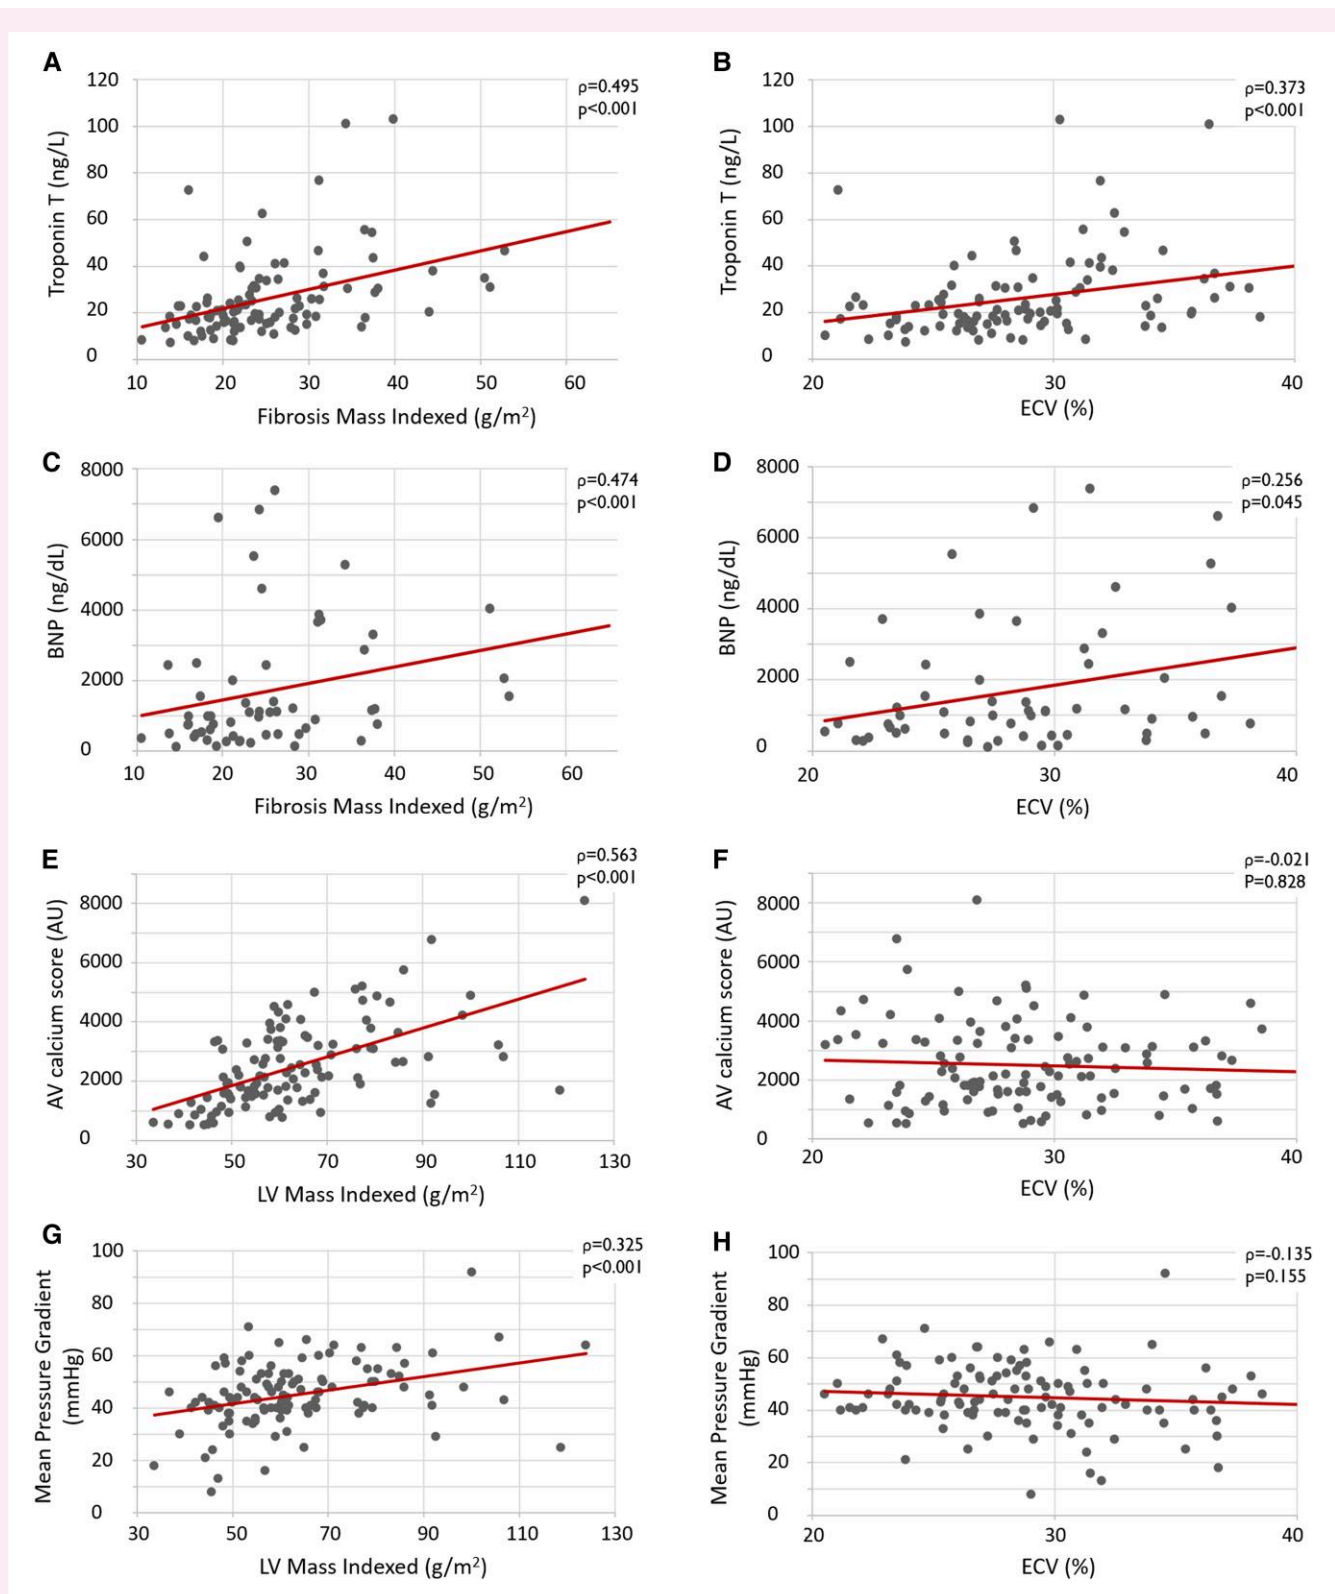 A
ρ=0.495
p<0.001
120
100
80
60
40
20
0
Troponin T (ng/L)
10 20 30 40 50 60
Fibrosis Mass Indexed (g/m²)
B
ρ=0.373
p<0.001
120
100
80
60
40
20
0
Troponin T (ng/L)
20 30 40
ECV (%)
C
ρ=0.474
p<0.001
8000
6000
4000
2000
0
BNP (ng/dL)
10 20 30 40 50 60
Fibrosis Mass Indexed (g/m²)
D
ρ=0.256
p=0.045
8000
6000
4000
2000
0
BNP (ng/dL)
20 30 40
ECV (%)
E
ρ=0.563
p<0.001
8000
6000
4000
2000
0
AV calcium score (AU)
30 50 70 90 110 130
LV Mass Indexed (g/m²)
F
ρ=-0.021
P=0.828
8000
6000
4000
2000
0
AV calcium score (AU)
20 30 40
ECV (%)
G
ρ=0.325
p<0.001
100
80
60
40
20
0
Mean Pressure Gradient
(mmHg)
30 50 70 90 110 130
LV Mass Indexed (g/m²)
H
ρ=-0.135
p=0.155
100
80
60
40
20
0
Mean Pressure Gradient
(mmHg)
20 30 40
ECV (%)